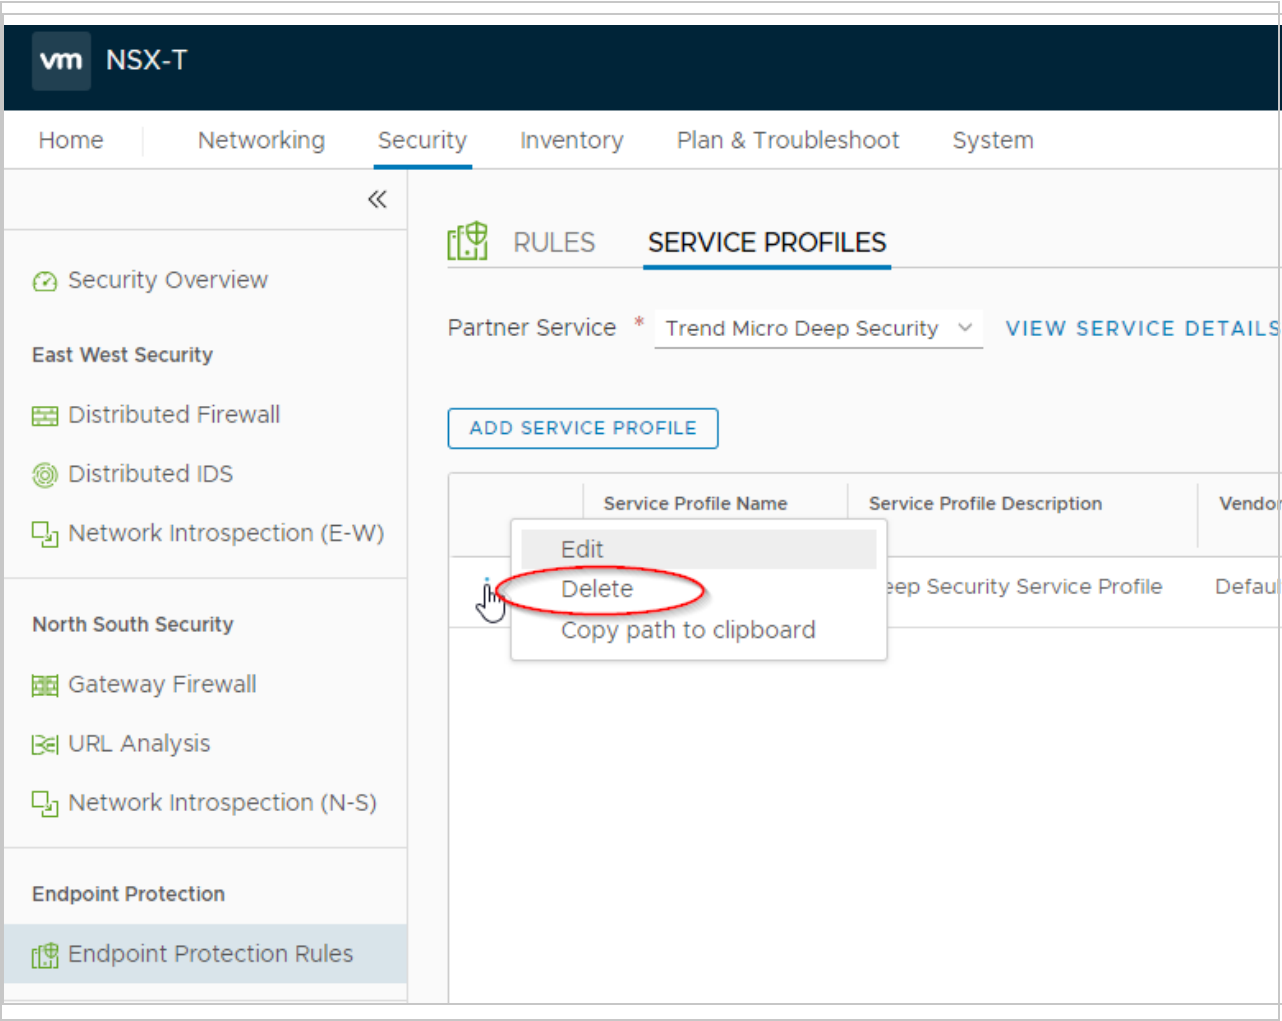 vm NSX-T
Home Networking Security Inventory Plan & Troubleshoot System
RULES SERVICE PROFILES
Security Overview
Partner Service * Trend Micro Deep Security VIEW SERVICE DETAILS
East West Security
Distributed Firewall
ADD SERVICE PROFILE
Distributed IDS
Service Profile Name Service Profile Description Vendor
Network Introspection (E-W)
Edit
Delete
eep Security Service Profile Defaul
Copy path to clipboard
North South Security
Gateway Firewall
URL Analysis
Network Introspection (N-S)
Endpoint Protection
Endpoint Protection Rules